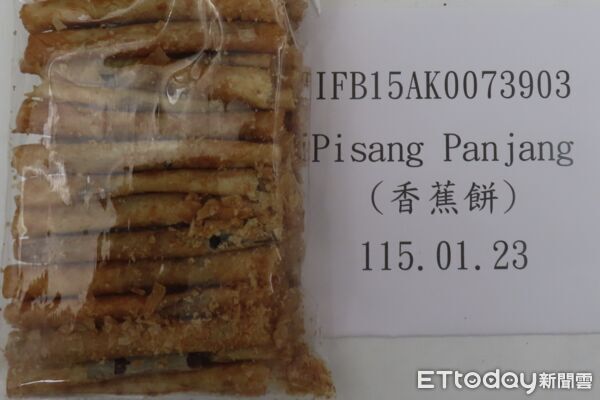 IFB15AK0073903
Pisang Panjang
(香蕉餅)
115.01.23
ETtoday新聞雲